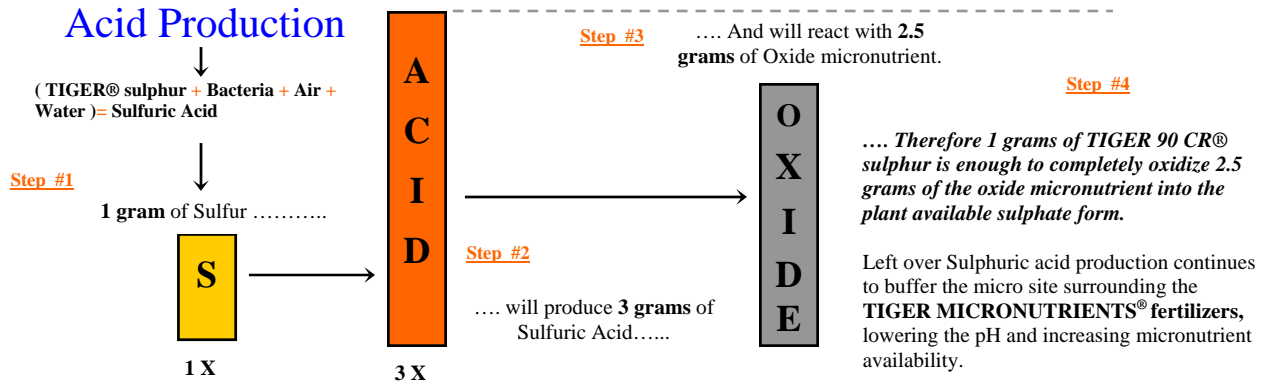 Acid Production
( TIGER® sulphur + Bacteria + Air +
Water )= Sulfuric Acid
Step #1
1 gram of Sulfur ………..
S
1 X
A
C
I
D
3 X
Step #2
…. will produce 3 grams of
Sulfuric Acid…...
Step #3
…. And will react with 2.5
grams of Oxide micronutrient.
O
X
I
D
E
Step #4
…. Therefore 1 grams of TIGER 90 CR®
sulphur is enough to completely oxidize 2.5
grams of the oxide micronutrient into the
plant available sulphate form.
Left over Sulphuric acid production continues
to buffer the micro site surrounding the
TIGER MICRONUTRIENTS® fertilizers,
lowering the pH and increasing micronutrient
availability.